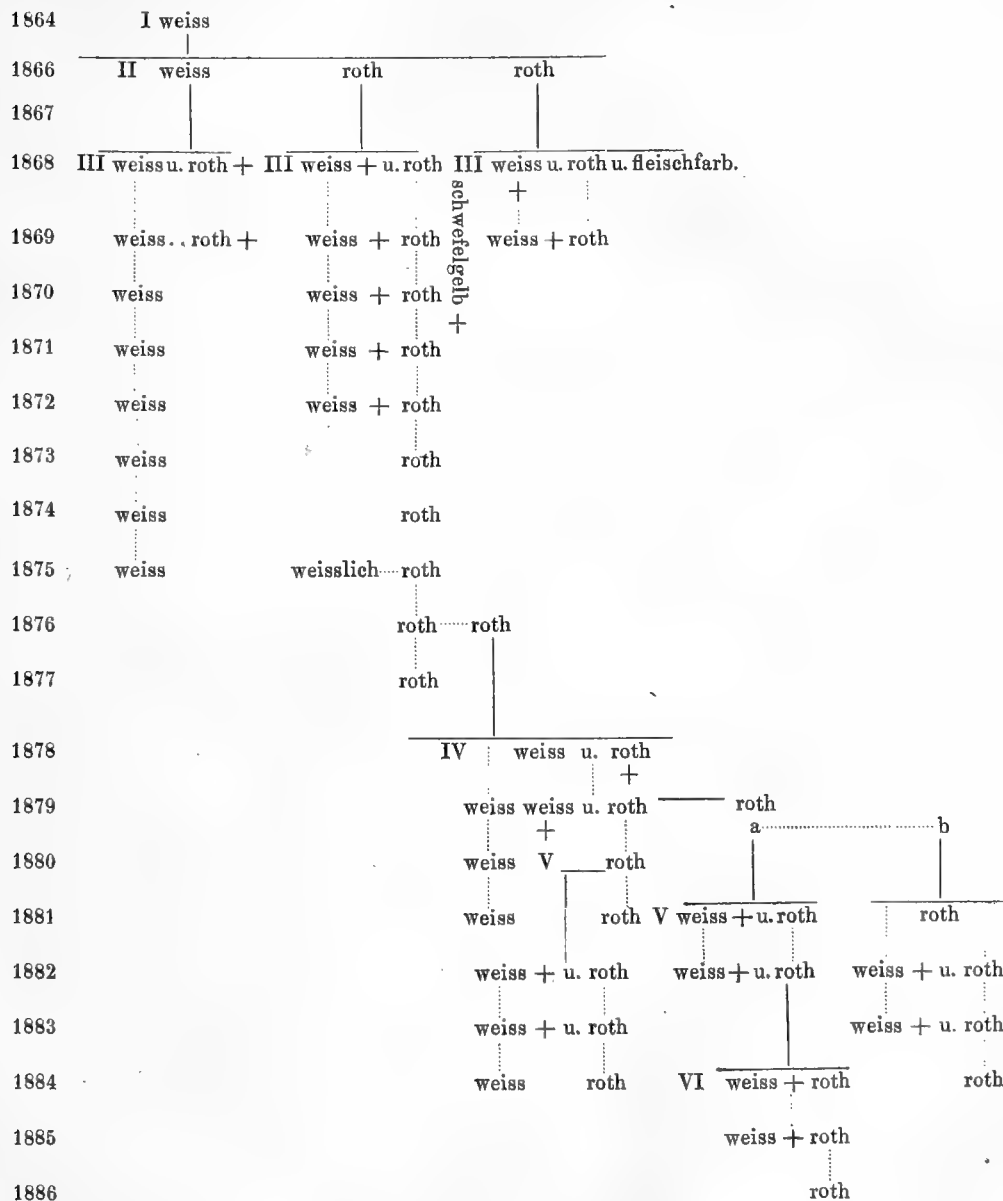 1864 I weiss
1866 II weiss roth roth
1867
1868 III weiss u. roth + III weiss + u. roth III weiss u. roth u. fleischfarb.
+
schwefelgelb +
1869 weiss .. roth + weiss + roth weiss + roth
1870 weiss weiss + roth
1871 weiss weiss + roth
1872 weiss weiss + roth
1873 weiss roth
1874 weiss roth
1875 weiss weisslich roth
1876 roth roth
1877 roth
1878 IV weiss u. roth
+
1879 weiss weiss u. roth roth
+ a b
1880 weiss V roth
1881 weiss roth V weiss + u. roth roth
1882 weiss + u. roth weiss + u. roth weiss + u. roth
1883 weiss + u. roth weiss + u. roth
1884 weiss roth VI weiss + roth roth
1885 weiss + roth
1886 roth